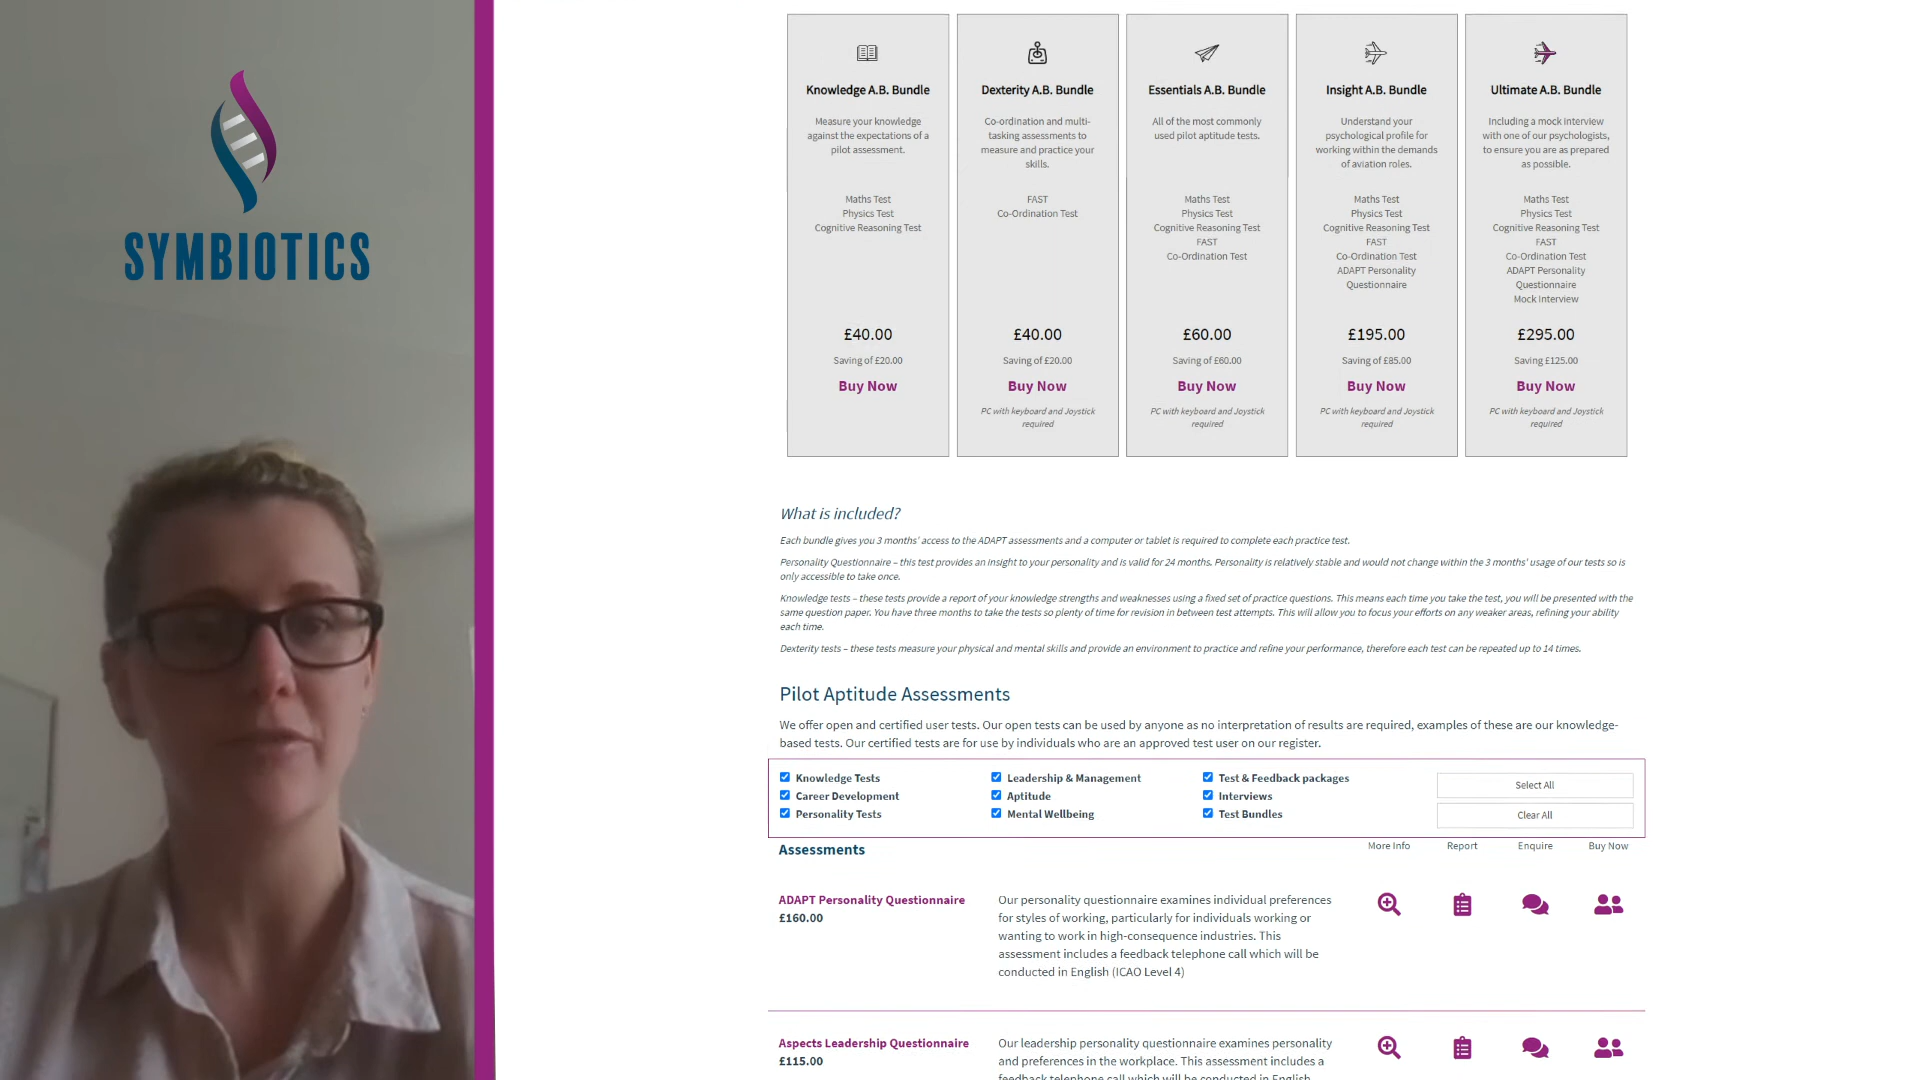 SYMBIOTICS
Knowledge A.B. Bundle
Measure your knowledge
against the expectations of a
pilot assessment.
Maths Test
Physics Test
Cognitive Reasoning Test
£40.00
Saving of £20.00
Buy Now
Dexterity A.B. Bundle
Co-ordination and multi-
tasking assessments to
measure and practice your
skills.
FAST
Co-Ordination Test
£40.00
Saving of £20.00
Buy Now
PC with keyboard and Joystick
required
Essentials A.B. Bundle
All of the most commonly
used pilot aptitude tests.
Maths Test
Physics Test
Cognitive Reasoning Test
FAST
Co-Ordination Test
£60.00
Saving of £60.00
Buy Now
PC with keyboard and Joystick
required
Insight A.B. Bundle
Understand your
psychological profile for
working within the demands
of aviation roles.
Maths Test
Physics Test
Cognitive Reasoning Test
FAST
Co-Ordination Test
ADAPT Personality
Questionnaire
£195.00
Saving of £85.00
Buy Now
PC with keyboard and Joystick
required
Ultimate A.B. Bundle
Including a mock interview
with one of our psychologists,
to ensure you are as prepared
as possible.
Maths Test
Physics Test
Cognitive Reasoning Test
FAST
Co-Ordination Test
ADAPT Personality
Questionnaire
Mock Interview
£295.00
Saving £125.00
Buy Now
PC with keyboard and Joystick
required
What is included?
Each bundle gives you 3 months' access to the ADAPT assessments and a computer or tablet is required to complete each practice test.
Personality Questionnaire – this test provides an insight to your personality and is valid for 24 months. Personality is relatively stable and would not change within the 3 months' usage of our tests so is
only accessible to take once.
Knowledge tests – these tests provide a report of your knowledge strengths and weaknesses using a fixed set of practice questions. This means each time you take the test, you will be presented with the
same question paper. You have three months to take the tests so plenty of time for revision in between test attempts. This will allow you to focus your efforts on any weaker areas, refining your ability
each time.
Dexterity tests – these tests measure your physical and mental skills and provide an environment to practice and refine your performance, therefore each test can be repeated up to 14 times.
Pilot Aptitude Assessments
We offer open and certified user tests. Our open tests can be used by anyone as no interpretation of results are required, examples of these are our knowledge-
based tests. Our certified tests are for use by individuals who are an approved test user on our register.
Knowledge Tests
Career Development
Personality Tests
Leadership & Management
Aptitude
Mental Wellbeing
Test & Feedback packages
Interviews
Test Bundles
Select All
Clear All
Assessments
More Info
Report
Enquire
Buy Now
ADAPT Personality Questionnaire
£160.00
Our personality questionnaire examines individual preferences
for styles of working, particularly for individuals working or
wanting to work in high-consequence industries. This
assessment includes a feedback telephone call which will be
conducted in English (ICAO Level 4)
Aspects Leadership Questionnaire
£115.00
Our leadership personality questionnaire examines personality
and preferences in the workplace. This assessment includes a
feedback telephone call which will be conducted in English